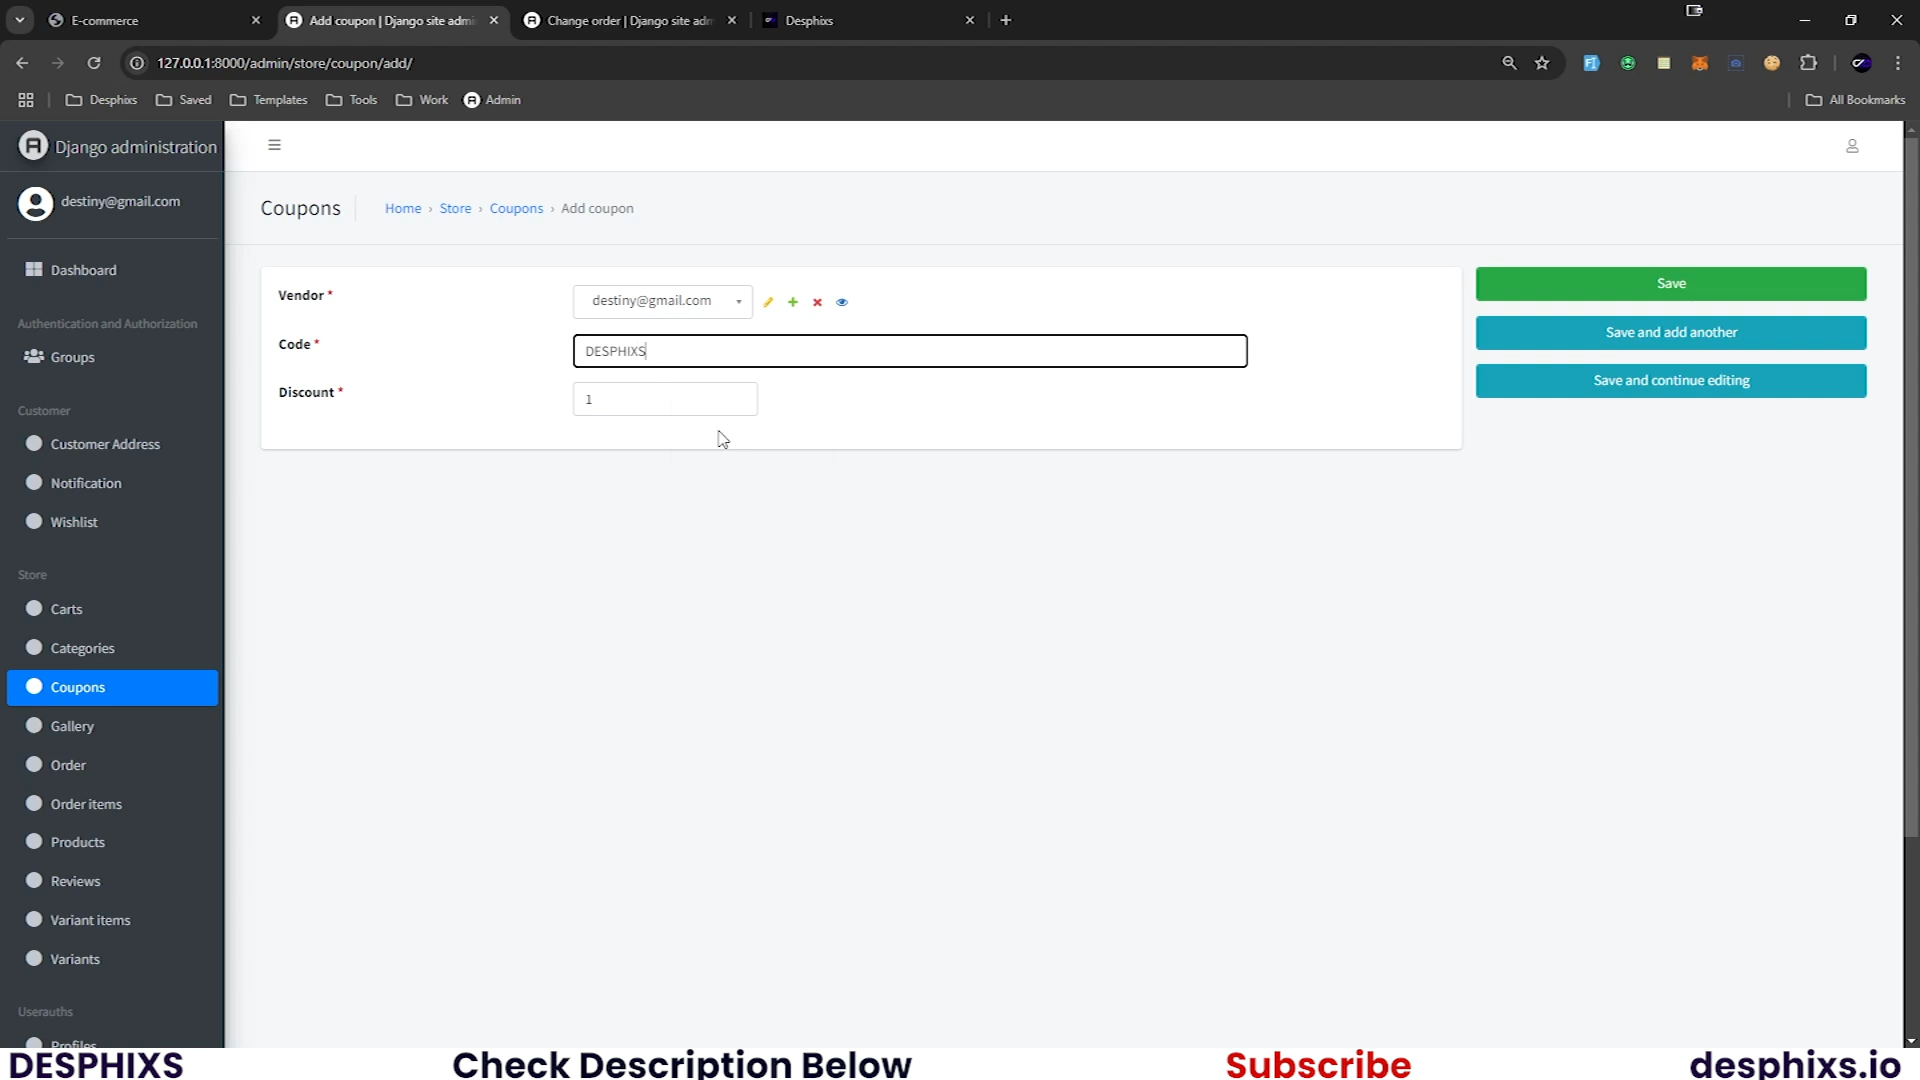 E-commerce
Add coupon | Django site admi
Change order | Django site adm
Desphixs
127.0.0.1:8000/admin/store/coupon/add/
Desphixs
Saved
Templates
Tools
Work
Admin
All Bookmarks
Django administration
destiny@gmail.com
Dashboard
Authentication and Authorization
Groups
Customer
Customer Address
Notification
Wishlist
Store
Carts
Categories
Coupons
Gallery
Order
Order items
Products
Reviews
Variant items
Variants
Userauths
Profiles
Coupons
Home › Store › Coupons › Add coupon
Vendor *
destiny@gmail.com
Code *
DESPHIXS
Discount *
1
Save
Save and add another
Save and continue editing
DESPHIXS
Check Description Below
Subscribe
desphixs.io